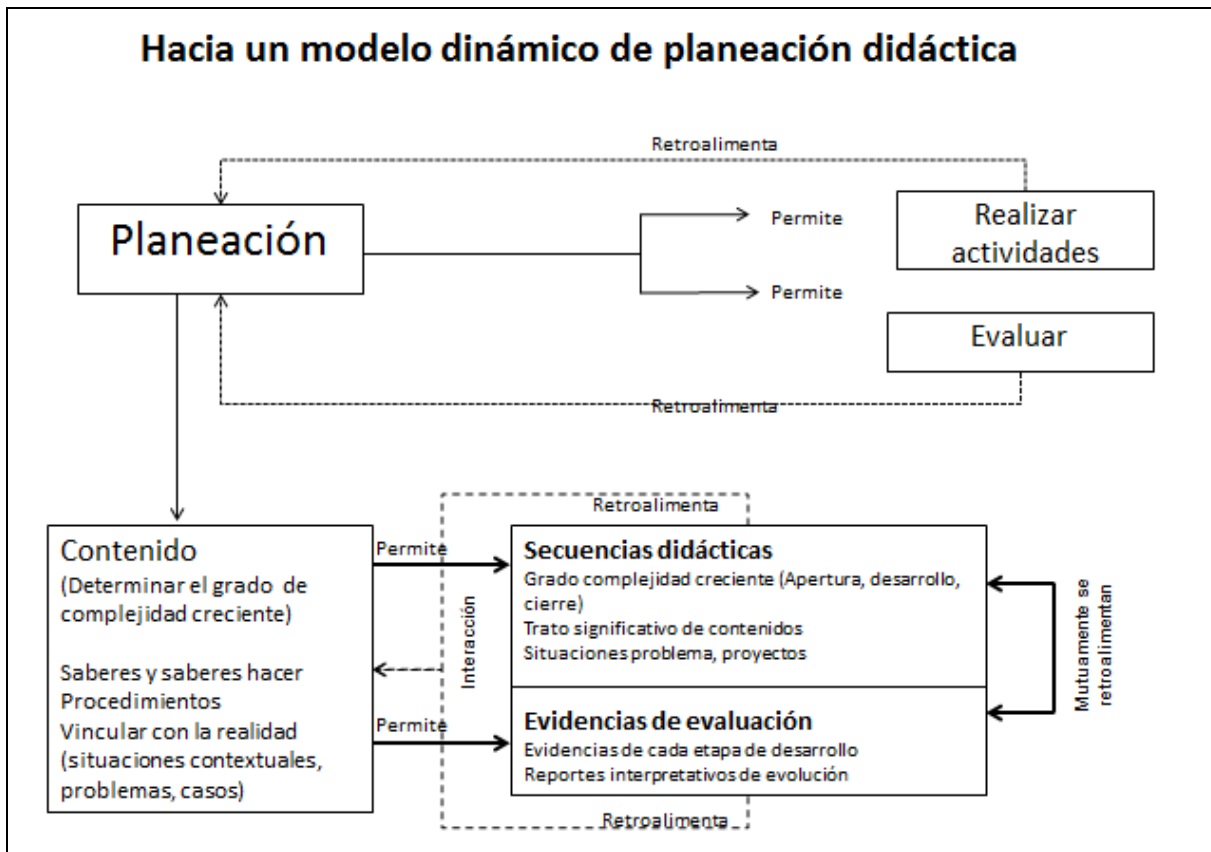 Hacia un modelo dinámico de planeación didáctica
Retroalimenta
Planeación
Permite
Realizar
actividades
Permite
Evaluar
Retroalimenta
Retroalimenta
Contenido
(Determinar el grado de
complejidad creciente)
Saberes y saberes hacer
Procedimientos
Vincular con la realidad
(situaciones contextuales,
problemas, casos)
Permite
Permite
Interacción
Secuencias didácticas
Grado complejidad creciente (Apertura, desarrollo,
cierre)
Trato significativo de contenidos
Situaciones problema, proyectos
Evidencias de evaluación
Evidencias de cada etapa de desarrollo
Reportes interpretativos de evolución
Mutuamente se
retroalimentan
Retroalimenta